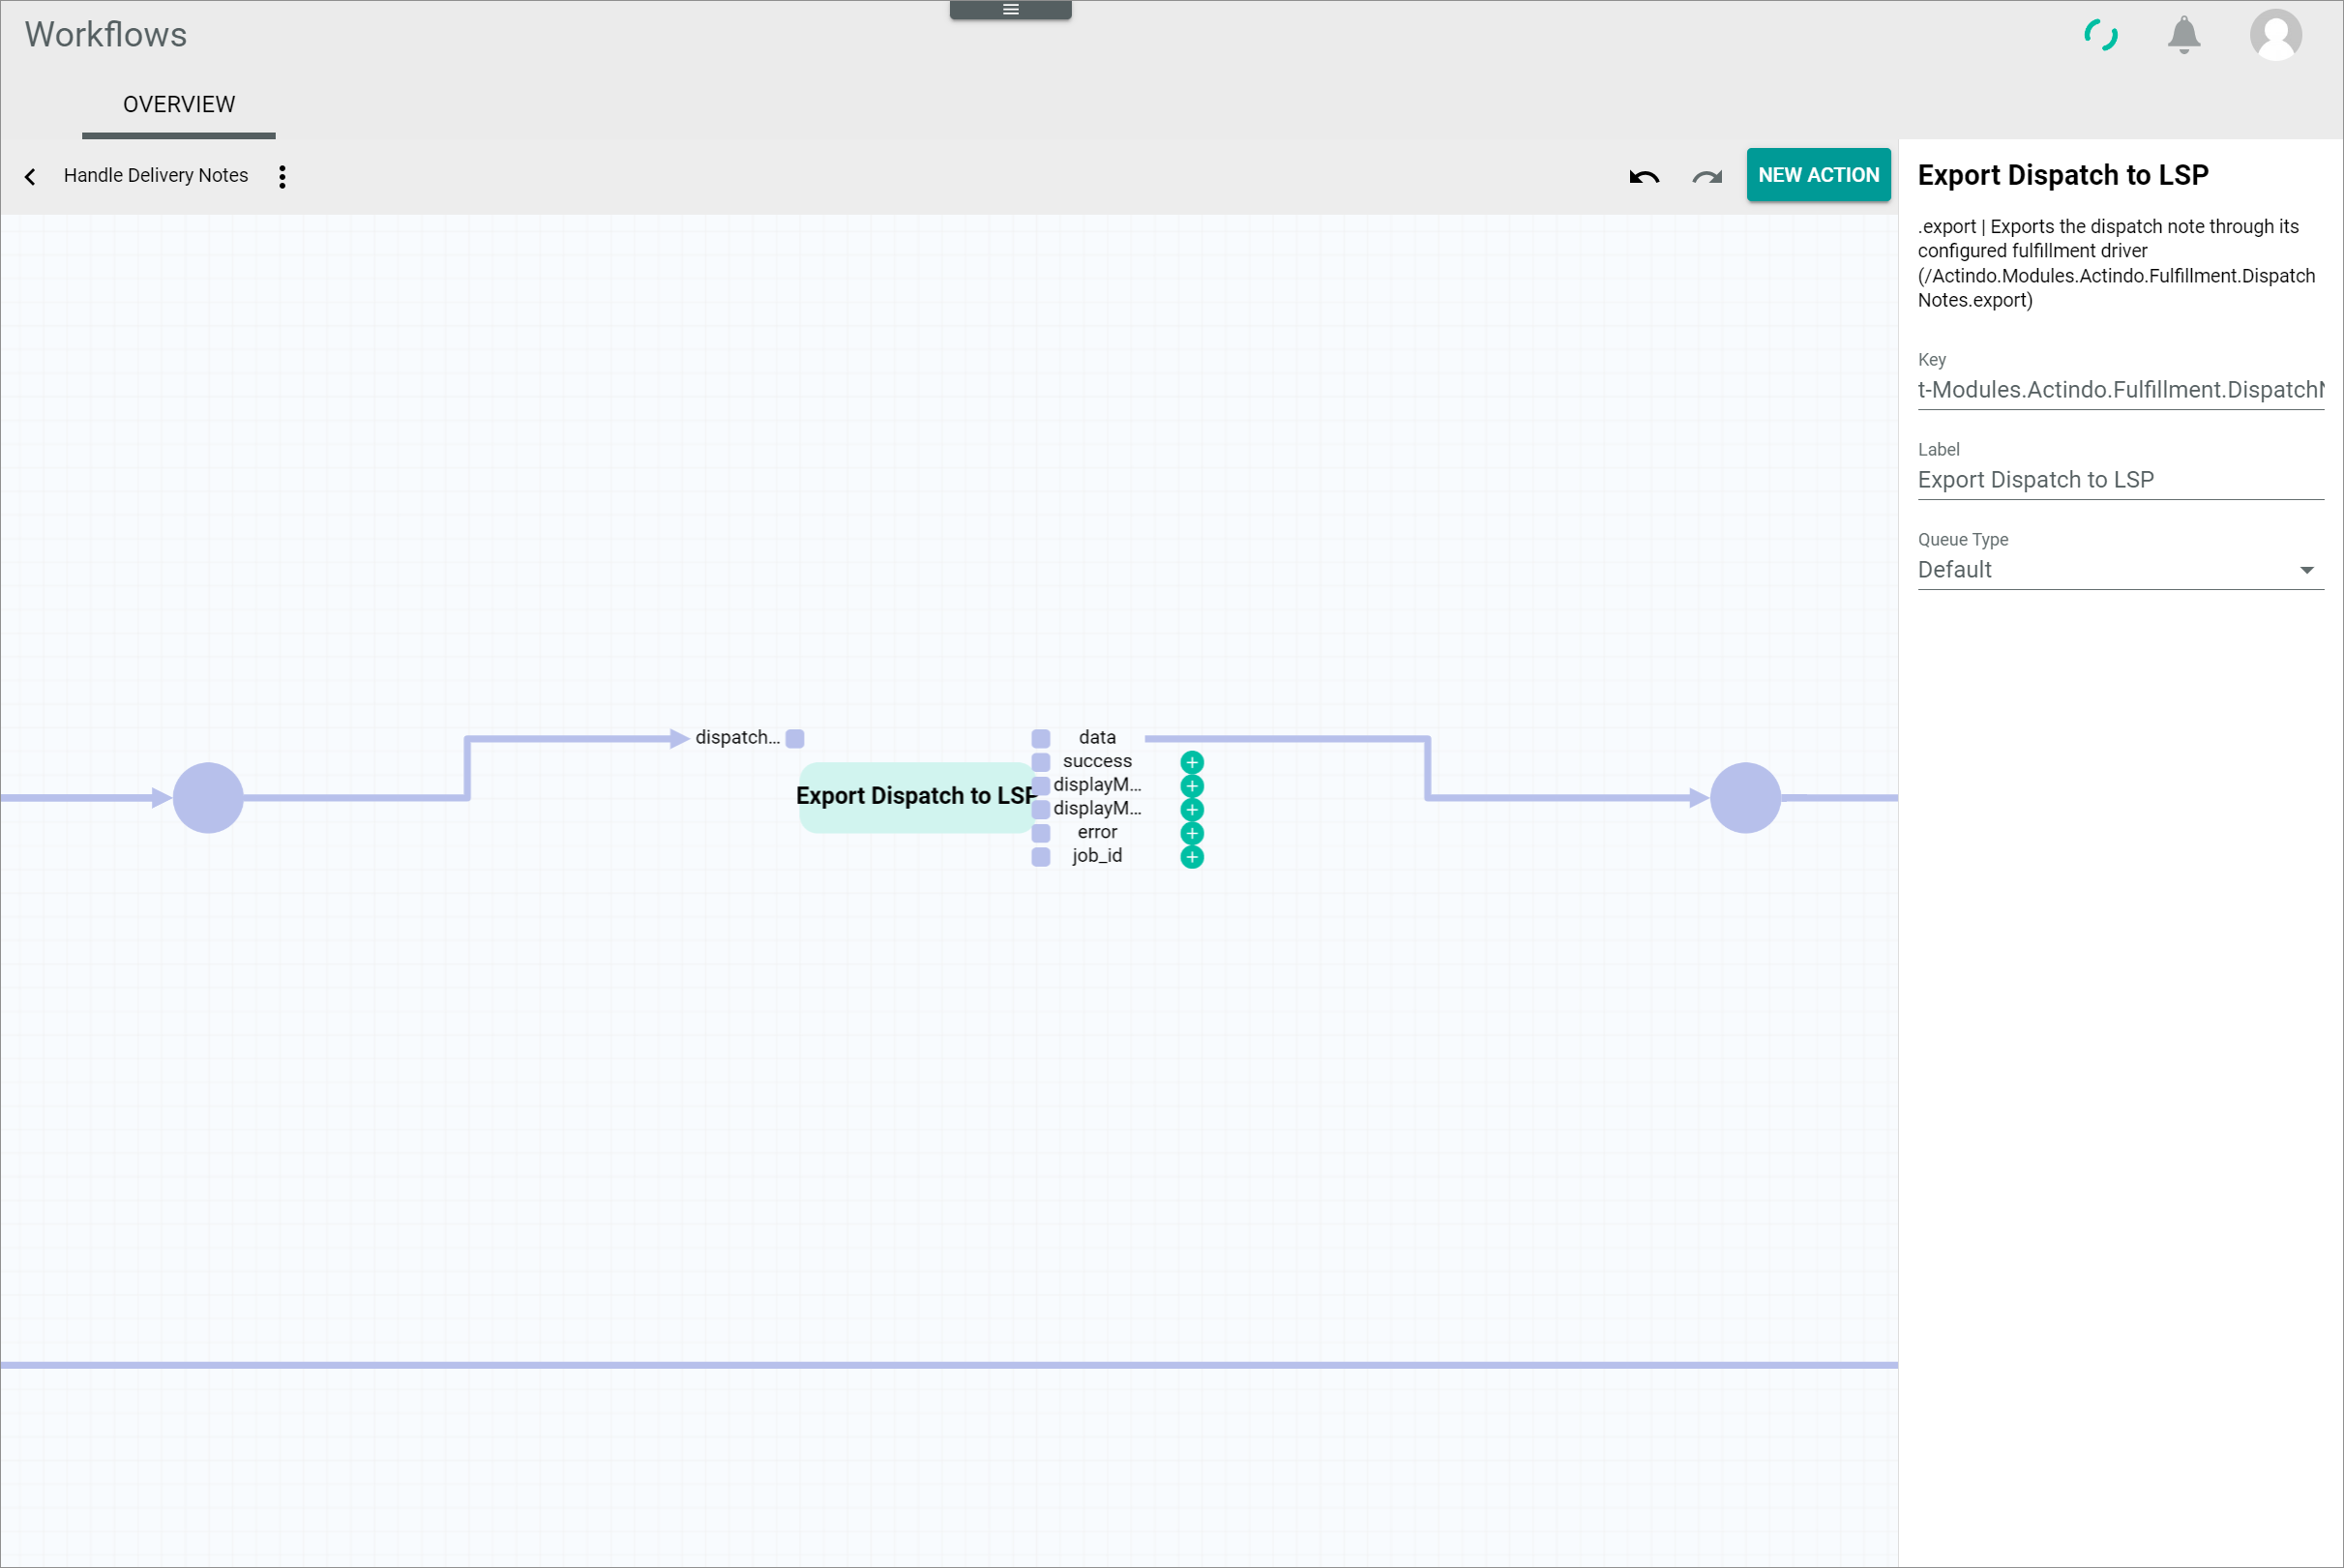 Workflows
OVERVIEW
Handle Delivery Notes
NEW ACTION
Export Dispatch to LSP
.export | Exports the dispatch note through its
configured fulfillment driver
(/Actindo.Modules.Actindo.Fulfillment.Dispatch
Notes.export)
Key
t-Modules.Actindo.Fulfillment.DispatchN
Label
Export Dispatch to LSP
Queue Type
Default
dispatch...
Export Dispatch to LSP
data
success
displayM...
displayM...
error
job_id